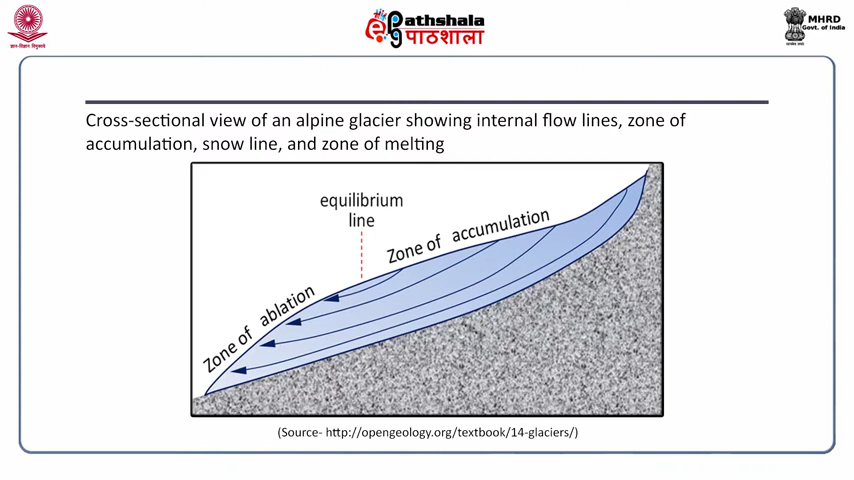 ज्ञान-विज्ञान विमुक्तये
ePathshala
पाठशाला
MHRD
Govt. of India
Cross-sectional view of an alpine glacier showing internal flow lines, zone of
accumulation, snow line, and zone of melting
equilibrium
line
Zone of accumulation
Zone of ablation
(Source- http://opengeology.org/textbook/14-glaciers/)